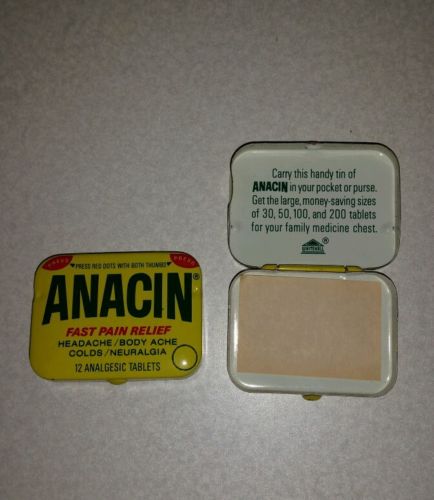 PRESS
PRESS
PRESS RED DOTS WITH BOTH THUMBS
ANACIN®
FAST PAIN RELIEF
HEADACHE/BODY ACHE
COLDS/NEURALGIA
12 ANALGESIC TABLETS
Carry this handy tin of
ANACIN in your pocket or purse.
Get the large, money-saving sizes
of 30, 50, 100, and 200 tablets
for your family medicine chest.